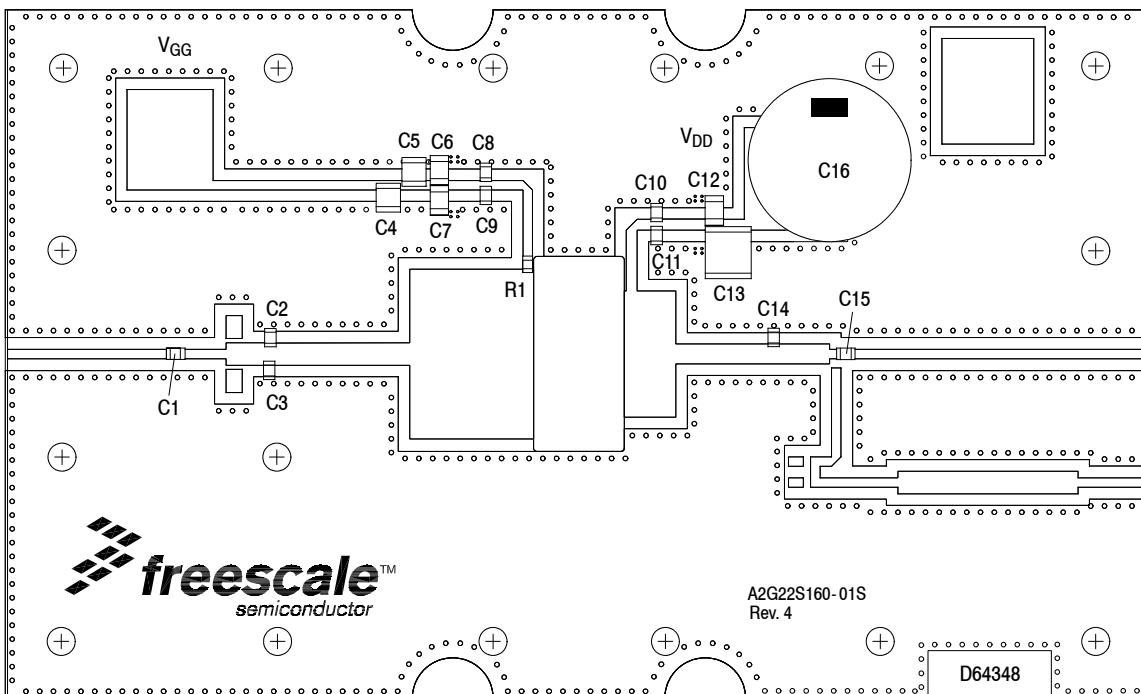 VGG
C5 C6 C8
C4 C7 C9
VDD
C10 C12
C16
C11
C13
R1
C2
C14 C15
C1
C3
freescale™
semiconductor
A2G22S160-01S
Rev. 4
D64348